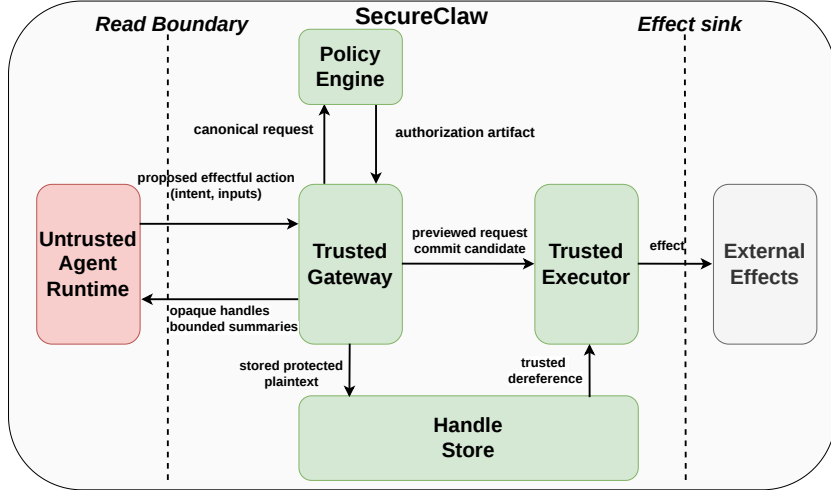 SecureClaw
Read Boundary
Effect sink
Policy
Engine
canonical request
authorization artifact
proposed effectful action
(intent, inputs)
Untrusted
Agent
Runtime
Trusted
Gateway
previewed request
commit candidate
Trusted
Executor
effect
External
Effects
opaque handles
bounded summaries
stored protected
plaintext
trusted
dereference
Handle
Store